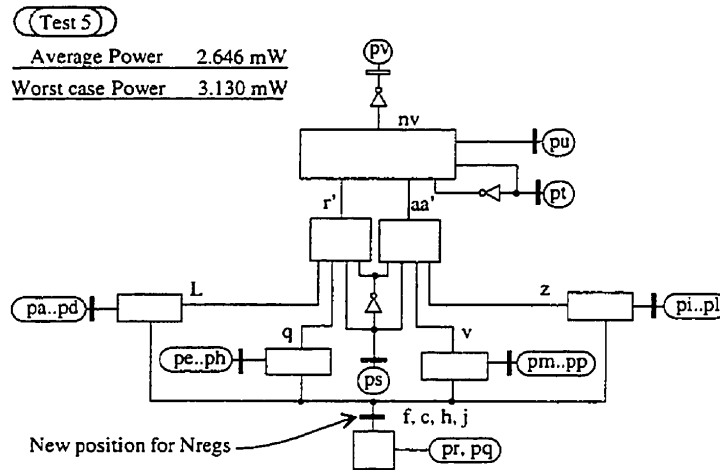 Test 5
Average Power 2.646 mW
Worst case Power 3.130 mW
pv
nv
pu
pt
r' aa'
L z
pa..pd pi..pl
q v
pe..ph ps pm..pp
f, c, h, j
New position for Nregs
pr, pq